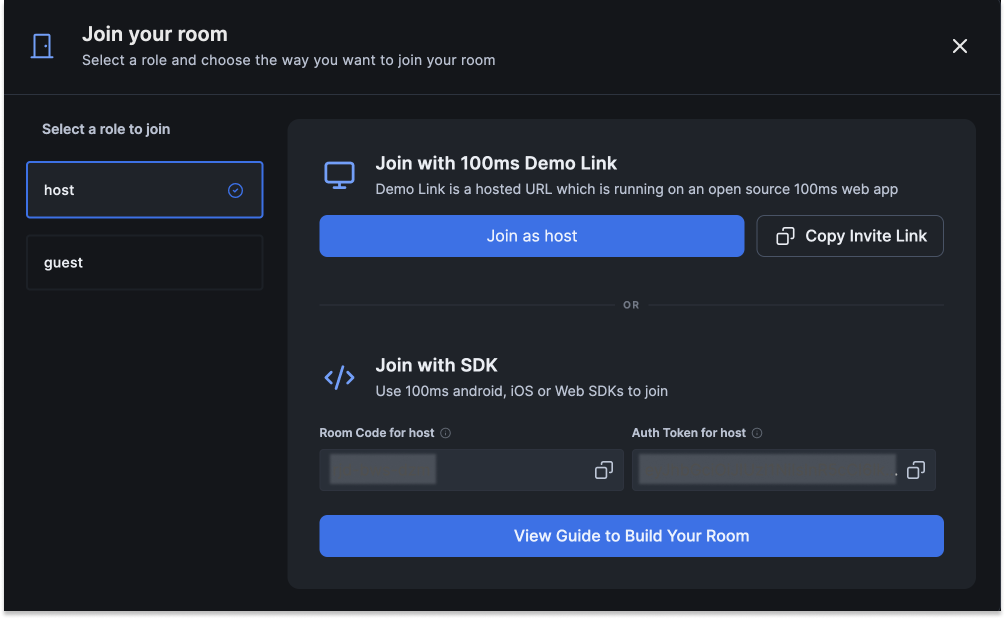 Join your room
Select a role and choose the way you want to join your room
Select a role to join
host
guest
Join with 100ms Demo Link
Demo Link is a hosted URL which is running on an open source 100ms web app
Join as host
Copy Invite Link
OR
Join with SDK
Use 100ms android, iOS or Web SDKs to join
Room Code for host
Auth Token for host
View Guide to Build Your Room